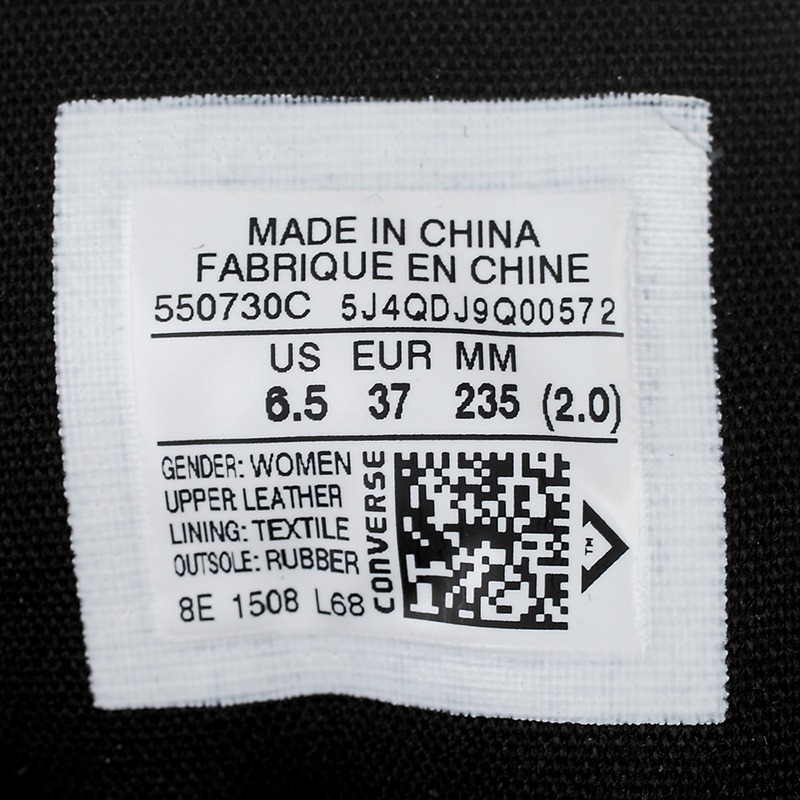 MADE IN CHINA
FABRIQUE EN CHINE
550730C 5J4QDJ9Q00572
US EUR MM
6.5 37 235 (2.0)
GENDER: WOMEN
UPPER: LEATHER
LINING: TEXTILE
OUTSOLE: RUBBER
8E 1508 L68
CONVERSE
TM